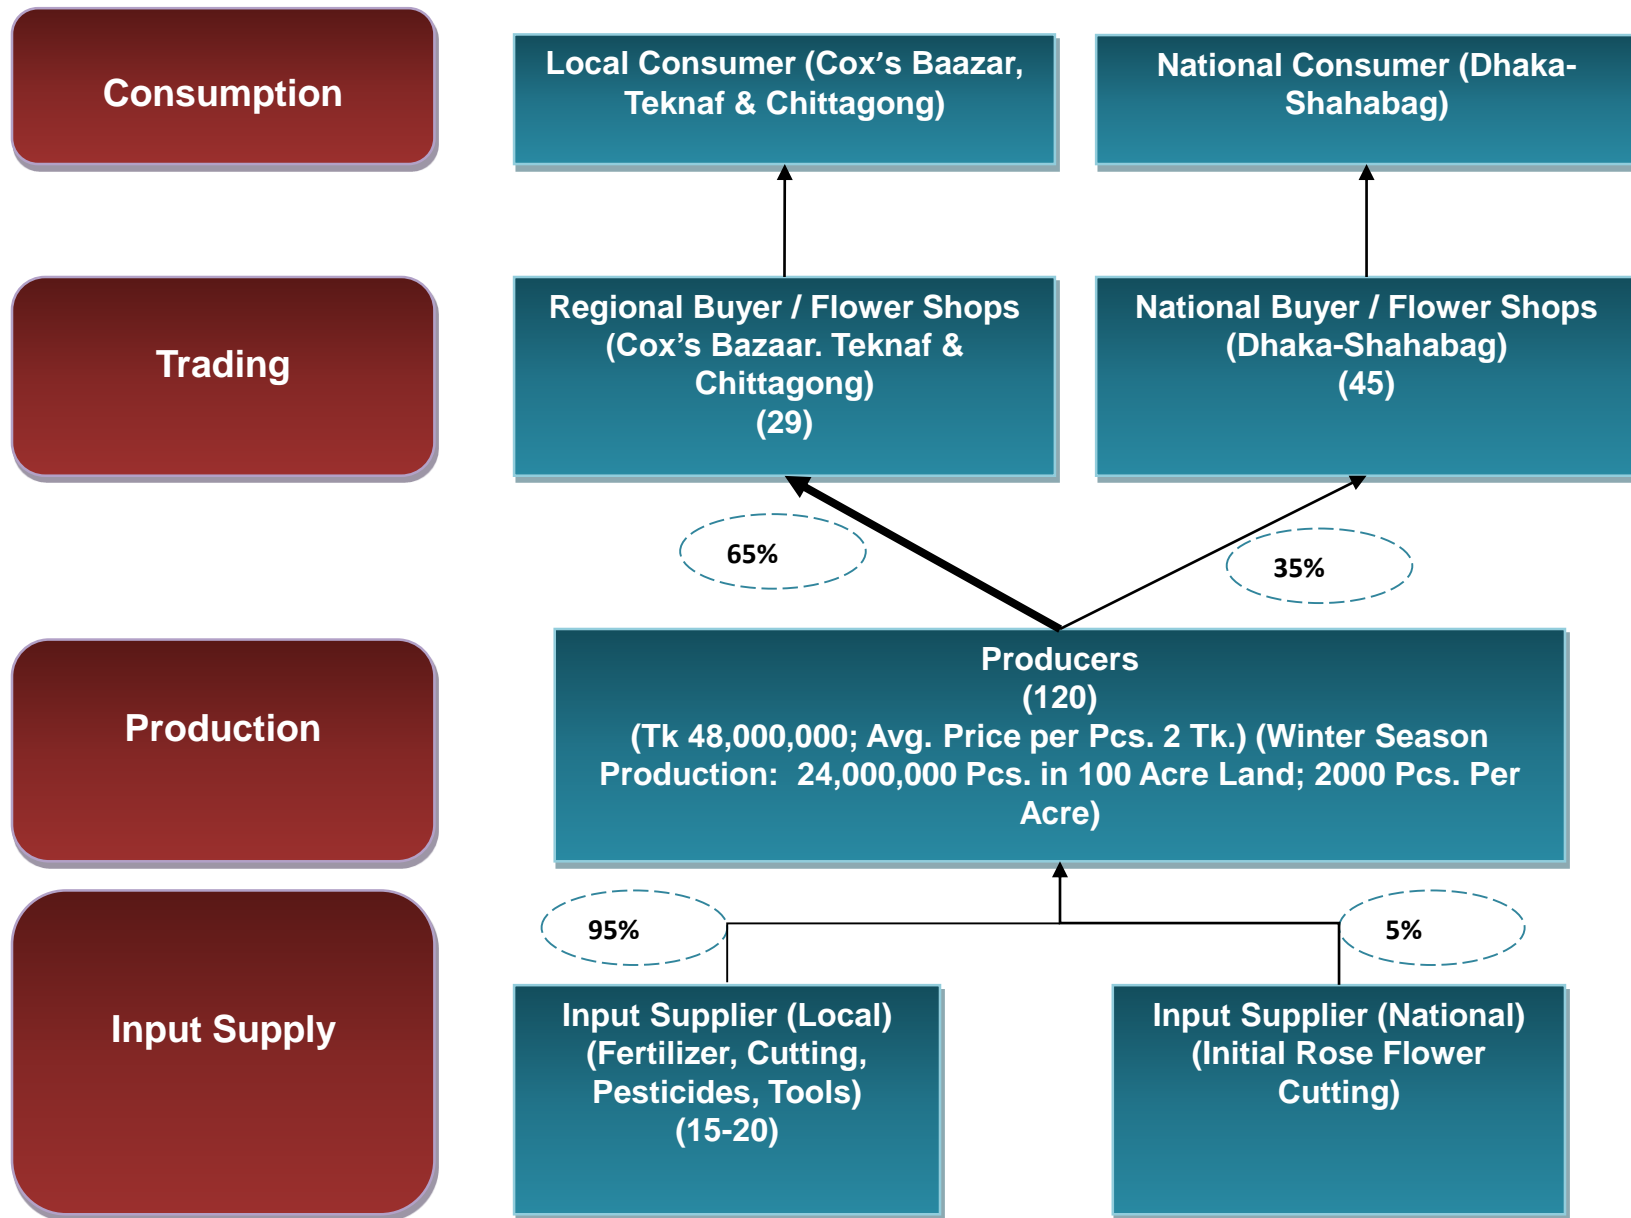 Consumption
Local Consumer (Cox's Baazar,
Teknaf & Chittagong)
National Consumer (Dhaka-
Shahabag)
Trading
Regional Buyer / Flower Shops
(Cox's Bazaar. Teknaf &
Chittagong)
(29)
National Buyer / Flower Shops
(Dhaka-Shahabag)
(45)
65%
35%
Production
Producers
(120)
(Tk 48,000,000; Avg. Price per Pcs. 2 Tk.) (Winter Season
Production:  24,000,000 Pcs. in 100 Acre Land; 2000 Pcs. Per
Acre)
95%
5%
Input Supply
Input Supplier (Local)
(Fertilizer, Cutting,
Pesticides, Tools)
(15-20)
Input Supplier (National)
(Initial Rose Flower
Cutting)